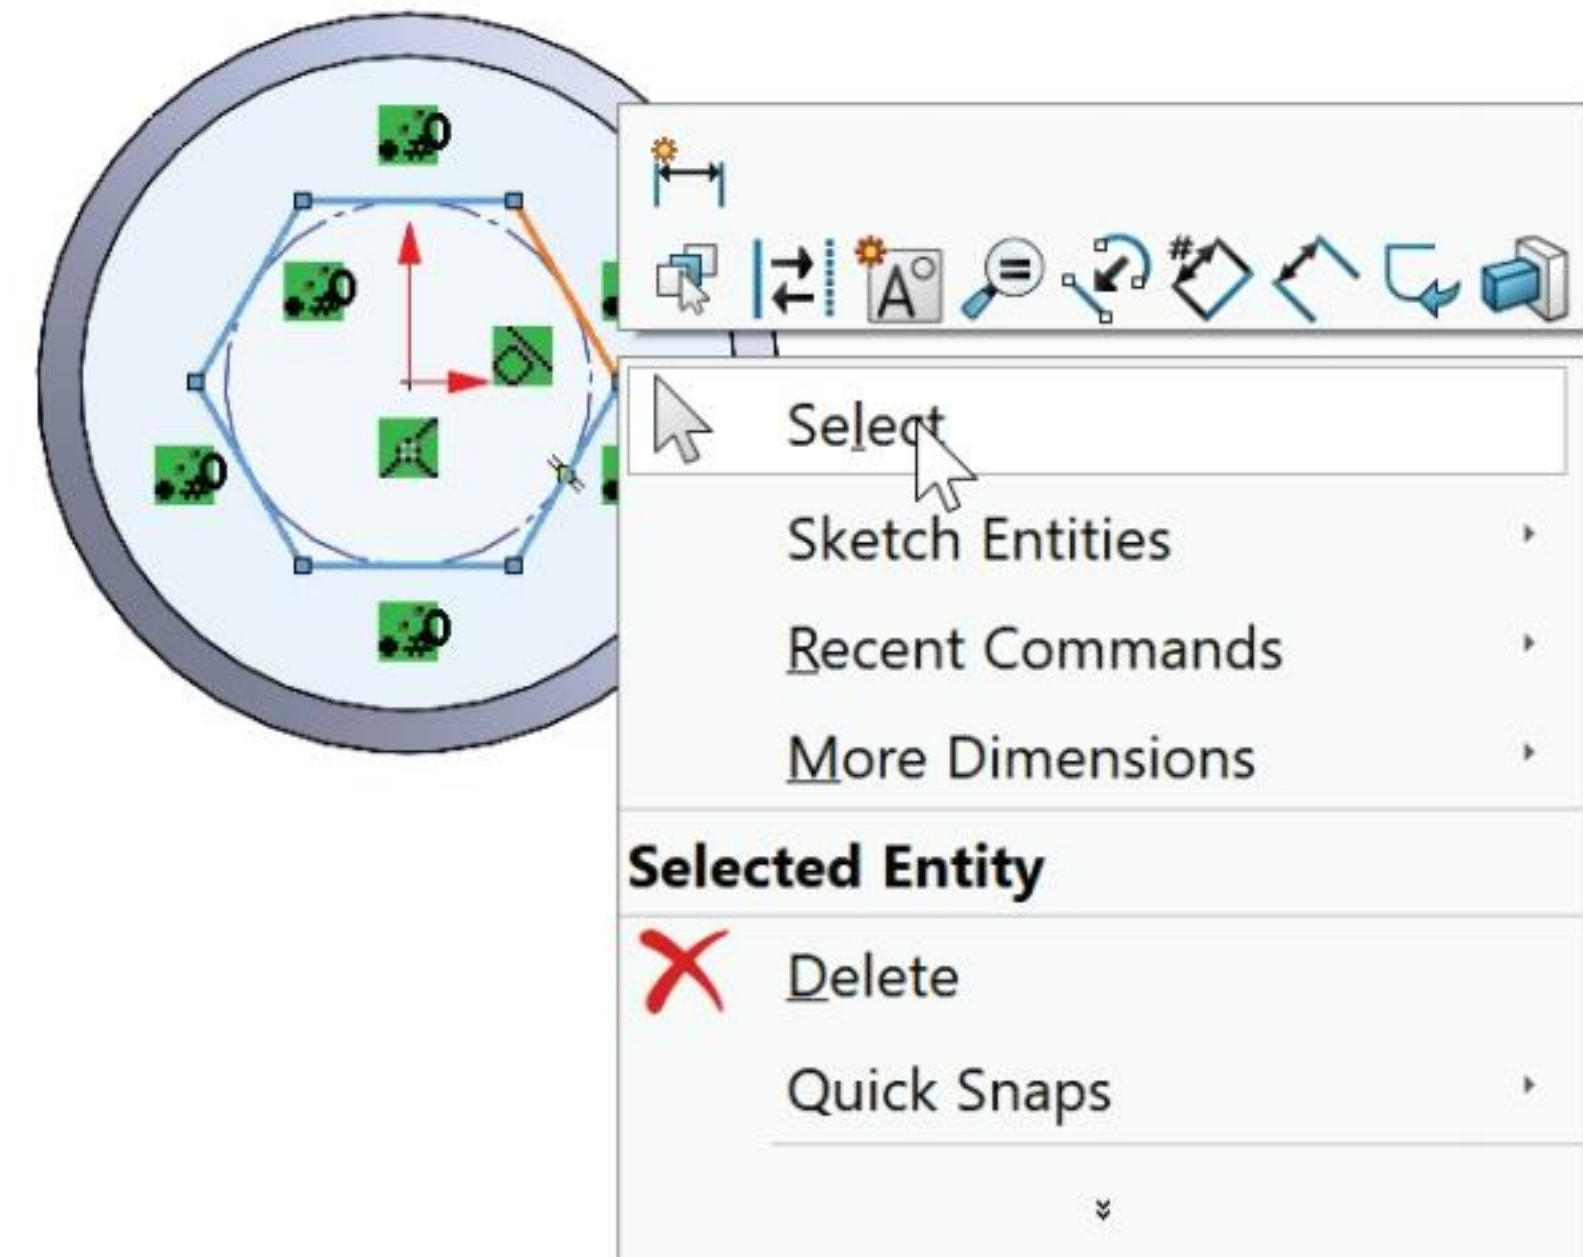 Select
Sketch Entities
Recent Commands
More Dimensions
Selected Entity
Delete
Quick Snaps